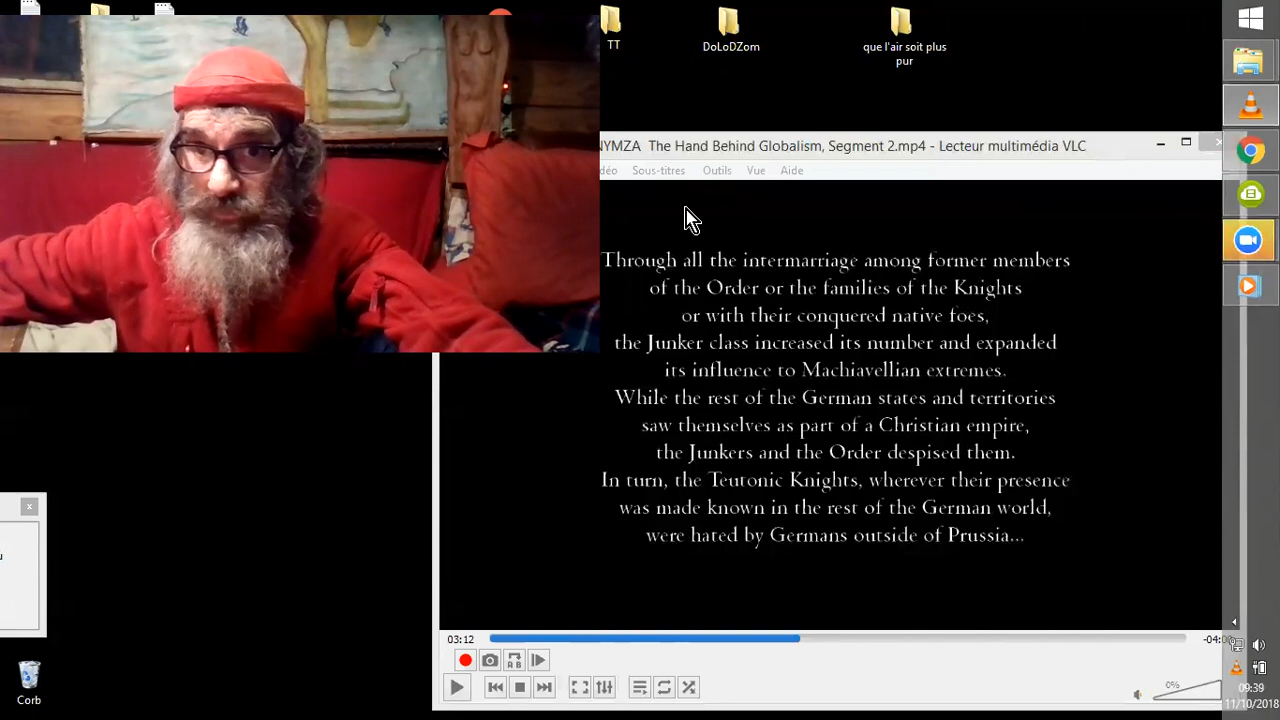 TT
DoLoDZom
que l'air soit plus
pur
NYMZA The Hand Behind Globalism, Segment 2.mp4 - Lecteur multimédia VLC
déo Sous-titres Outils Vue Aide
Through all the intermarriage among former members
of the Order or the families of the Knights
or with their conquered native foes,
the Junker class increased its number and expanded
its influence to Machiavellian extremes.
While the rest of the German states and territories
saw themselves as part of a Christian empire,
the Junkers and the Order despised them.
In turn, the Teutonic Knights, wherever their presence
was made known in the rest of the German world,
were hated by Germans outside of Prussia...
03:12
-04:0
A B
0%
Corb
09:39
11/10/2018